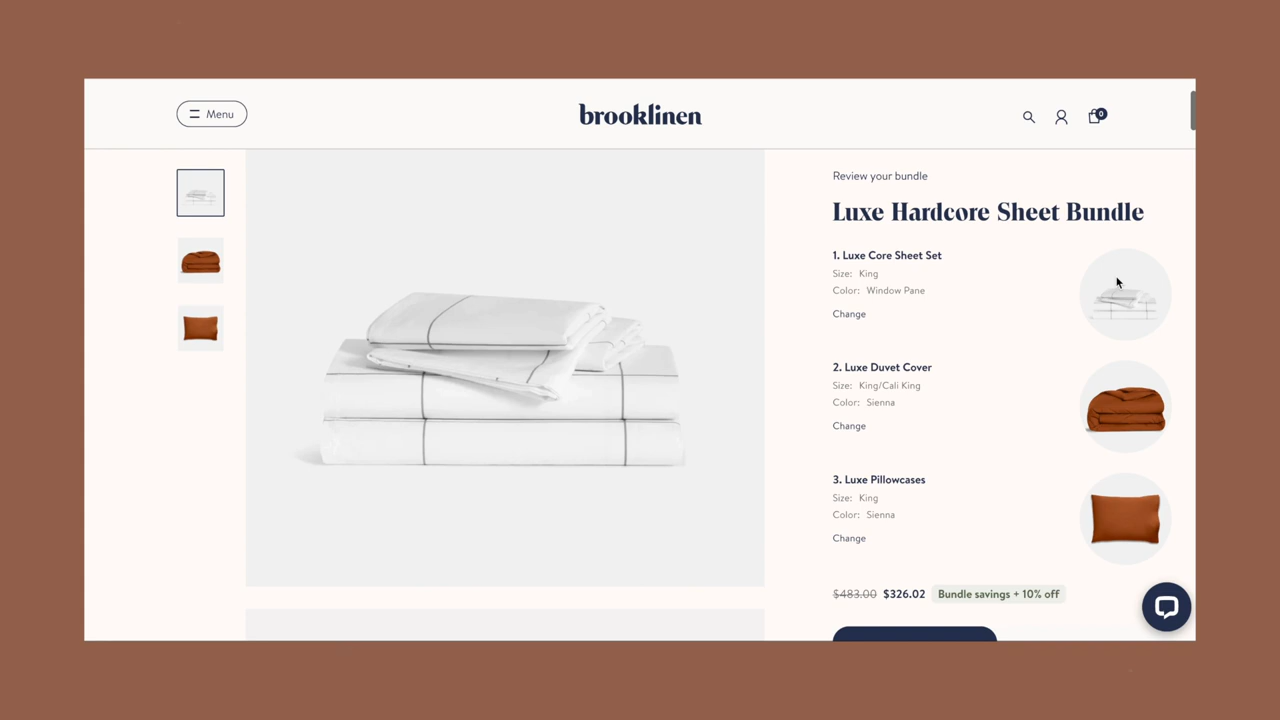 Menu
brooklinen
0
Review your bundle
Luxe Hardcore Sheet Bundle
1. Luxe Core Sheet Set
Size: King
Color: Window Pane
Change
2. Luxe Duvet Cover
Size: King/Cali King
Color: Sienna
Change
3. Luxe Pillowcases
Size: King
Color: Sienna
Change
$483.00 $326.02 Bundle savings + 10% off